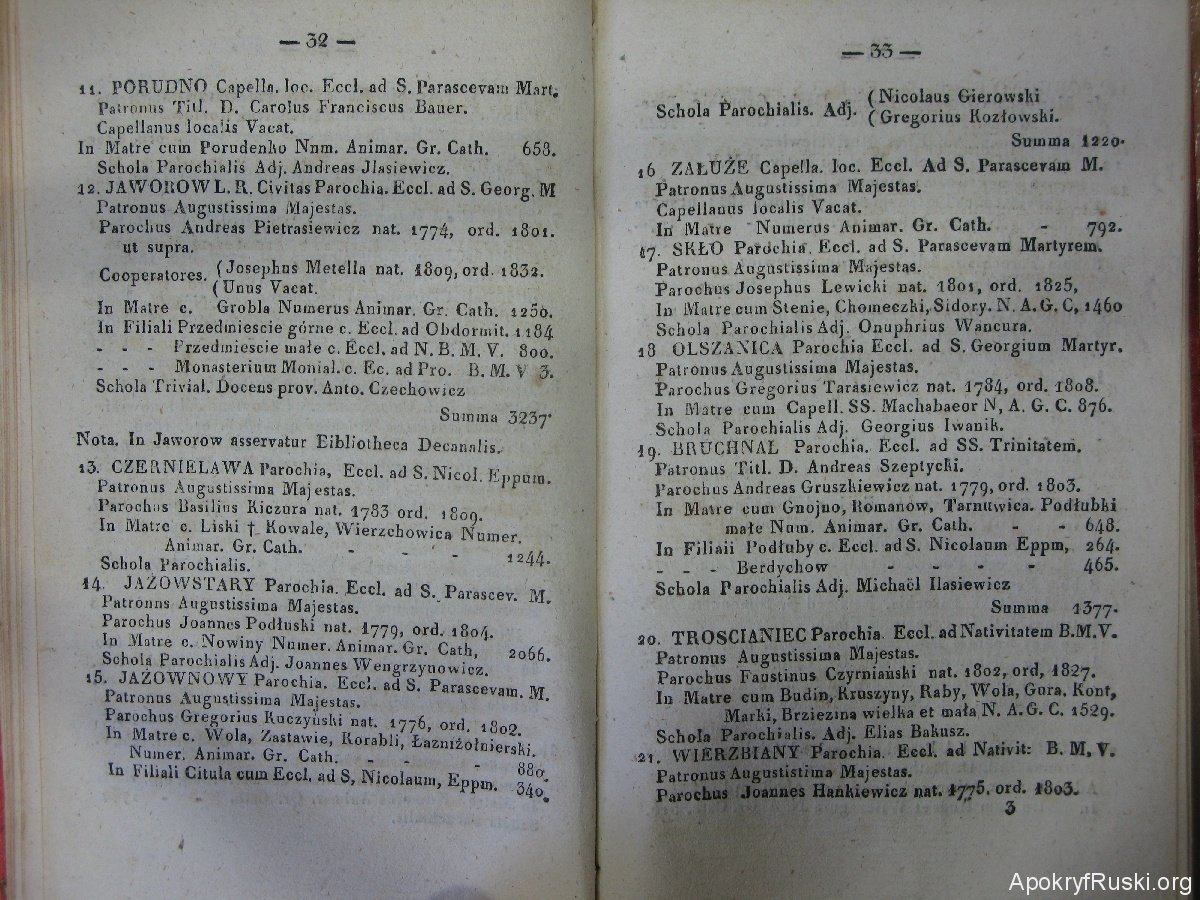 — 32 —
11. PORUDNO Capella. loc. Eccl. ad S. Parascevam Mart.
Patronus Titl. D. Carolus Franciscus Bauer.
Capellanus localis Vacat.
In Matre cum Porudenko Nnm. Animar. Gr. Cath. 658.
Schola Parochialis Adj. Andreas Jlasiewicz.
12. JAWOROW L. R. Civitas Parochia. Eccl. ad S. Georg. M
Patronus Augustissima Majestas.
Parochus Andreas Pietrasiewicz nat. 1774, ord. 1801.
ut supra.
Cooperatores. (Josephus Metella nat. 1809, ord. 1832.
(Unus Vacat.
In Matre c. Grobla Numerus Animar. Gr. Cath. 1250.
In Filiali Przedmiescie górne c. Eccl. ad Obdormit. 1184
- - - Przedmiescie małe c. Eccl. ad N. B. M. V. 800.
- - - Monasterium Monial. c. Ec. ad Pro. B. M. V 3.
Schola Trivial. Docens prov. Anto. Czechowicz
Summa 3237.
Nota. In Jaworow asservatur Bibliotheca Decanalis.
13. CZERNIELAWA Parochia, Eccl. ad S. Nicol. Eppum.
Patronus Augustissima Majestas.
Parochus Basilius Kiczura nat. 1783 ord. 1809.
In Matre c. Liski † Kowale, Wierzchowica Numer.
Animar. Gr. Cath. - - - 1244.
Schola Parochialis.
14. JAŻOWSTARY Parochia. Eccl. ad S. Parascev. M.
Patronns Augustissima Majestas.
Parochus Joannes Podłuski nat. 1779, ord. 1804.
In Matre c. Nowiny Numer. Animar. Gr. Cath, 2066.
Schola Parochialis Adj. Joannes Wengrzynowicz.
15. JAŻOWNOWY Parochia. Eccl. ad S. Parascevam. M.
Patronus Augustissima Majestas.
Parochus Gregorius Kuczyński nat. 1776, ord. 1802.
In Matre c. Wola, Zastawie, Korabli, Łazniżołnierski.
Numer. Animar. Gr. Cath. - - - 880.
In Filiali Citula cum Eccl. ad S, Nicolaum, Eppm. 340.
— 33 —
Schola Parochialis. Adj. (Nicolaus Gierowski
(Gregorius Kozłowski.
Summa 1220.
16 ZAŁUŻE Capella. loc. Eccl. Ad S. Parascevam M.
Patronus Augustissima Majestas.
Capellanus localis Vacat.
In Matre Numerus Animar. Gr. Cath. - 792.
17. SKŁO Parochia. Eccl. ad S. Parascevam Martyrem.
Patronus Augustissima Majestas.
Parochus Josephus Lewicki nat. 1801, ord. 1825,
In Matre cum Stenie, Chomeczki, Sidory. N. A. G. C, 1460
Schola Parochialis Adj. Onuphrius Wancura.
18 OLSZANICA Parochia Eccl. ad S. Georgium Martyr.
Patronus Augustissima Majestas.
Parochus Gregorius Tarasiewicz nat. 1784, ord. 1808.
In Matre cum Capell. SS. Machabaeor N, A. G. C. 876.
Schola Parochialis Adj. Georgius Iwanik.
19. BRUCHNAL Parochia. Eccl. ad SS. Trinitatem.
Patronus Titl. D. Andreas Szeptycki.
Parochus Andreas Gruszkiewicz nat. 1779, ord. 1803.
In Matre cum Gnojno, Romanow, Tarnuwica. Podłubki
małe Num. Animar. Gr. Cath. - - 648.
In Filiali Podłuby c. Eccl. ad S. Nicolaum Eppm, 264.
- - - Berdychow - - - - 465.
Schola Parochialis Adj. Michaël Ilasiewicz
Summa 1377.
20. TROSCIANIEC Parochia. Eccl. ad Nativitatem B.M.V.
Patronus Augustissima Majestas.
Parochus Faustinus Czyrniański nat. 1802, ord, 1827.
In Matre cum Budin, Kruszyny, Raby, Wola, Gura, Kont,
Marki, Brziezina wielka et mała N. A. G. C. 1529.
Schola Parochialis. Adj. Elias Bakusz.
21. WIERZBIANY Parochia. Eccl. ad Nativit: B. M, V.
Patronus Augustistima Majestas.
Parochus Joannes Hankiewicz nat. 1775. ord. 1803.
3
ApokryfRuski.org